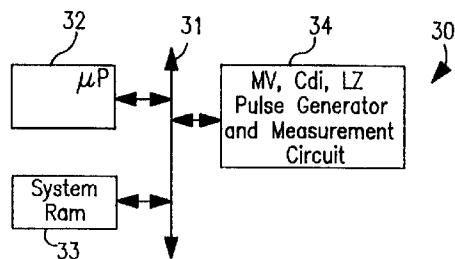 32
31
34
30
μP
MV, Cdi, LZ
Pulse Generator
and Measurement
Circuit
System
Ram
33